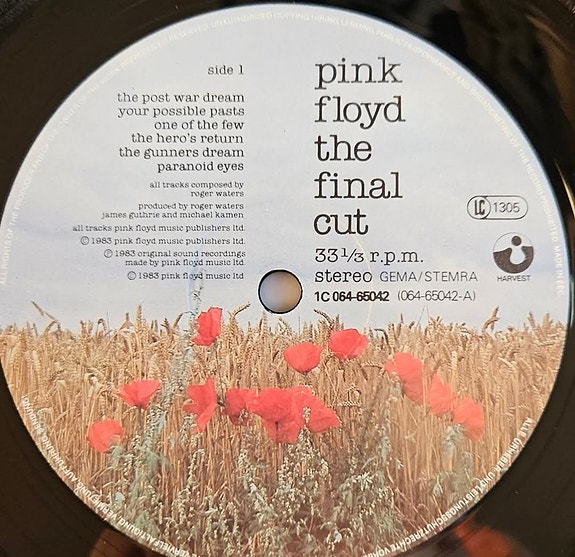 side 1
the post war dream
your possible pasts
one of the few
the hero's return
the gunners dream
paranoid eyes
all tracks composed by
roger waters
produced by roger waters
james guthrie and michael kamen
all tracks pink floyd music publishers ltd.
© 1983 pink floyd music publishers ltd.
℗ 1983 original sound recordings
made by pink floyd music ltd.
© 1983 pink floyd music ltd
pink
floyd
the
final
cut
33⅓ r.p.m.
stereo GEMA/STEMRA
1C 064-65042 (064-65042-A)
LC 1305
HARVEST